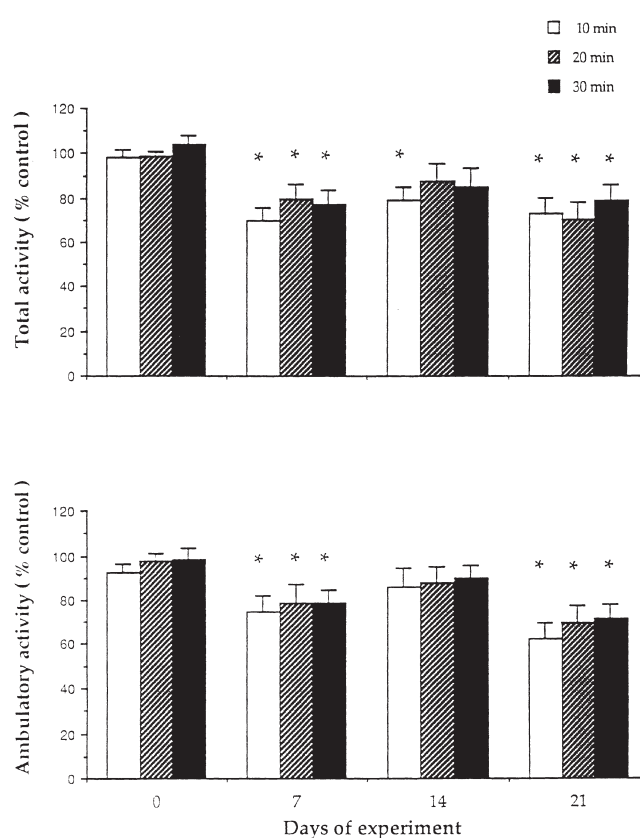 10 min
20 min
30 min
Total activity ( % control )
120
100
80
60
40
20
0
* * * * * * *
Ambulatory activity ( % control )
120
100
80
60
40
20
0
* * * * * *
0 7 14 21
Days of experiment